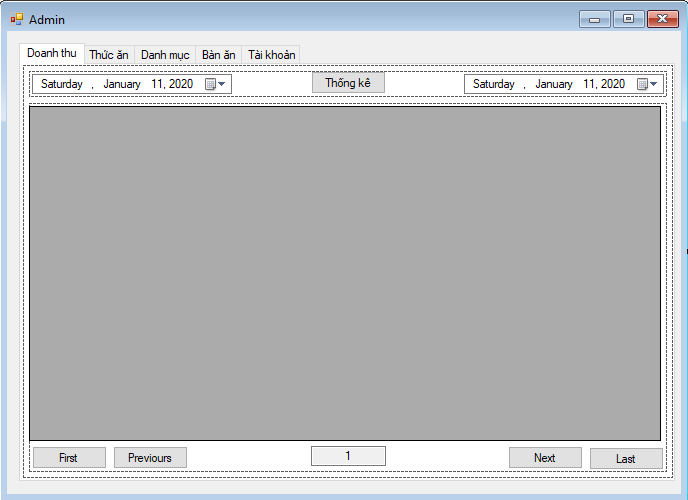 Admin
Doanh thu Thức ăn Danh mục Bàn ăn Tài khoản
Saturday , January 11, 2020 Thống kê Saturday , January 11, 2020
First Previours 1 Next Last